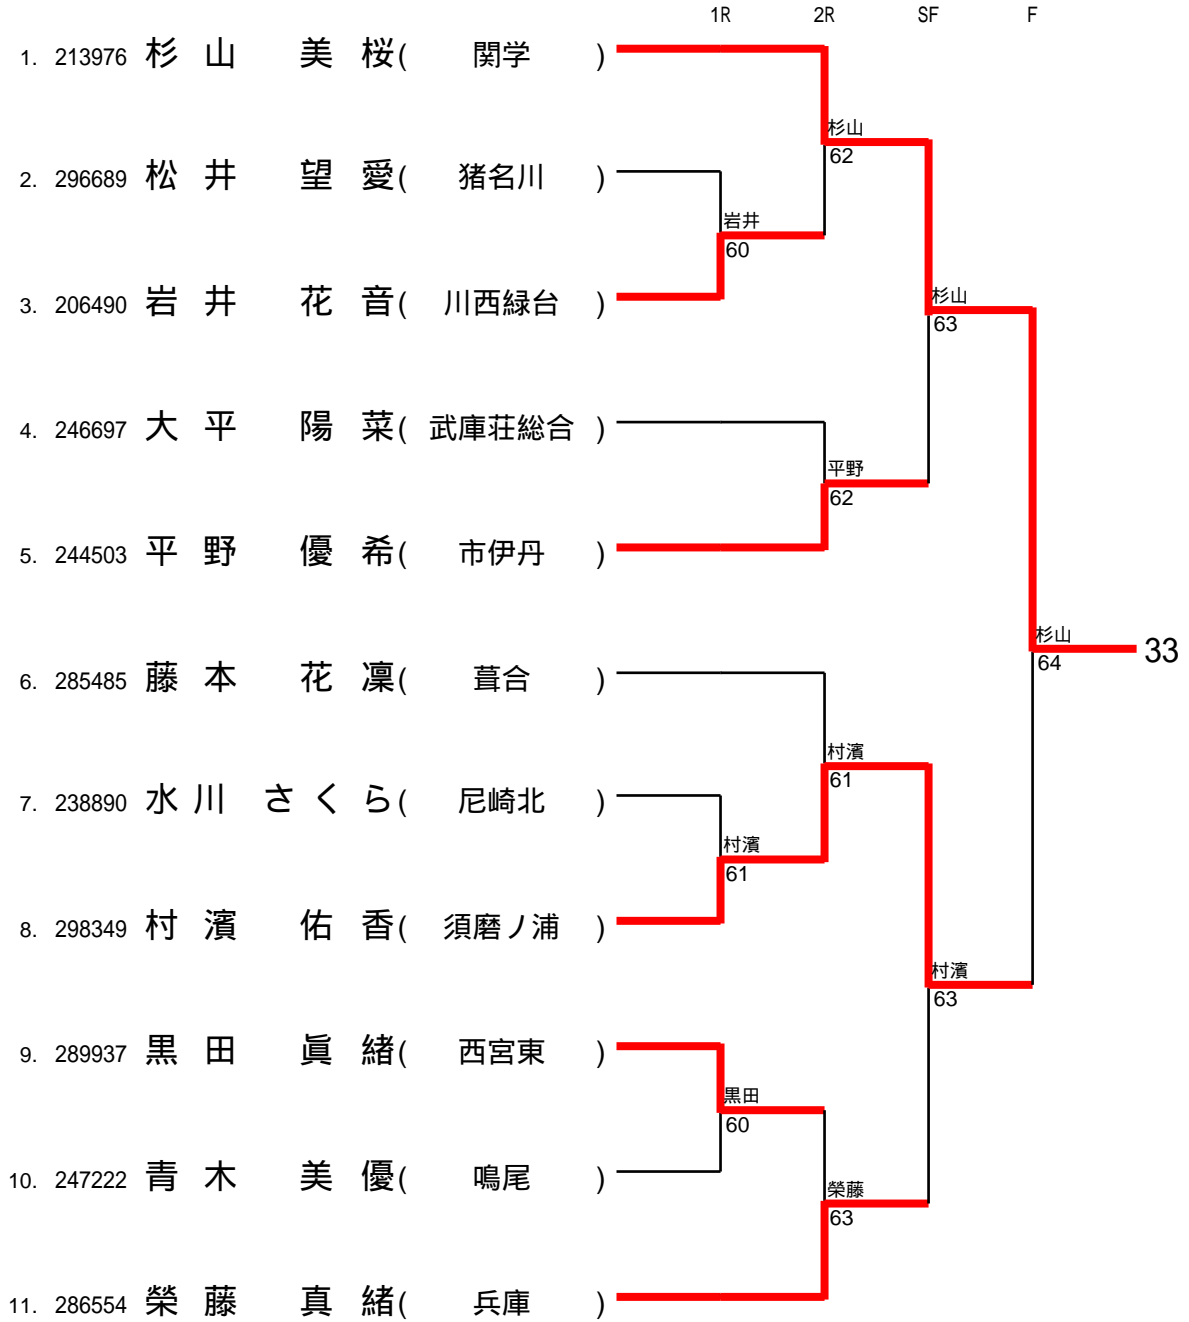 1R 2R SF F
1. 213976 杉 山 美 桜( 関学 )
杉山
62
2. 296689 松 井 望 愛( 猪名川 )
岩井
60
3. 206490 岩 井 花 音( 川西緑台 )
杉山
63
4. 246697 大 平 陽 菜( 武庫荘総合 )
平野
62
5. 244503 平 野 優 希( 市伊丹 )
杉山
64
33
6. 285485 藤 本 花 凜( 葺合 )
村濱
61
7. 238890 水 川 さ く ら( 尼崎北 )
村濱
61
8. 298349 村 濱 佑 香( 須磨ノ浦 )
村濱
63
9. 289937 黒 田 眞 緒( 西宮東 )
黒田
60
10. 247222 青 木 美 優( 鳴尾 )
榮藤
63
11. 286554 榮 藤 真 緒( 兵庫 )